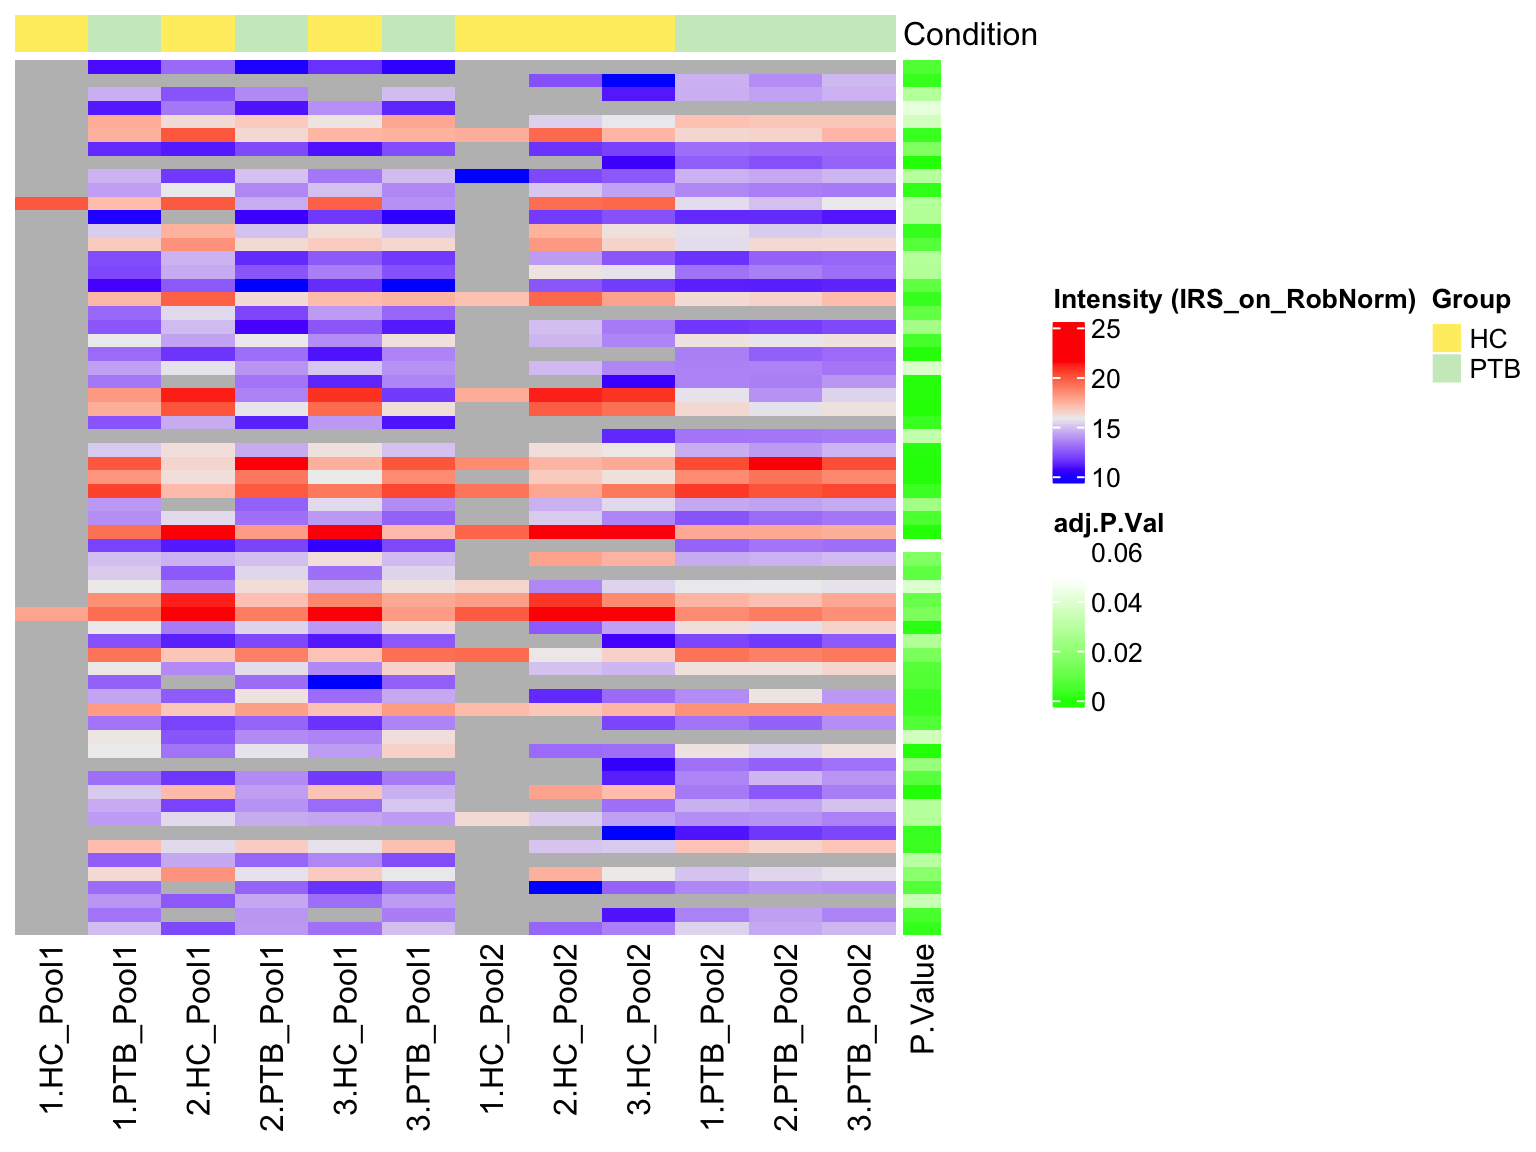 Condition
Intensity (IRS_on_RobNorm)
25
20
15
10
Group
HC
PTB
adj.P.Val
0.06
0.04
0.02
0
1.HC_Pool1
1.PTB_Pool1
2.HC_Pool1
2.PTB_Pool1
3.HC_Pool1
3.PTB_Pool1
1.HC_Pool2
2.HC_Pool2
3.HC_Pool2
1.PTB_Pool2
2.PTB_Pool2
3.PTB_Pool2
P.Value